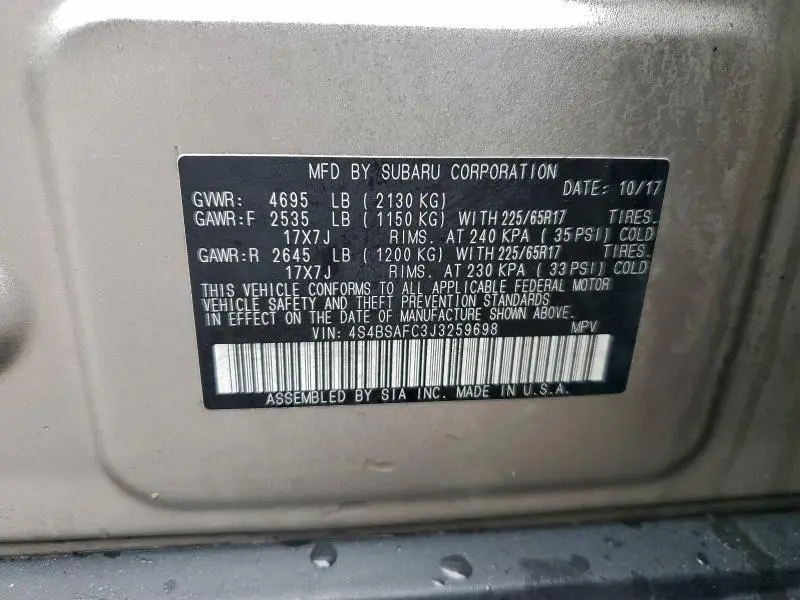 MFD BY SUBARU CORPORATION
DATE: 10/17
GVWR: 4695 LB ( 2130 KG)
GAWR:F 2535 LB ( 1150 KG) WITH 225/65R17 TIRES.
17X7J RIMS. AT 240 KPA ( 35 PSI) COLD
GAWR:R 2645 LB ( 1200 KG) WITH 225/65R17 TIRES.
17X7J RIMS. AT 230 KPA ( 33 PSI) COLD
THIS VEHICLE CONFORMS TO ALL APPLICABLE FEDERAL MOTOR
VEHICLE SAFETY AND THEFT PREVENTION STANDARDS
IN EFFECT ON THE DATE OF MANUFACTURE SHOWN ABOVE.
VIN: 4S4BSAFC3J3259698 MPV
ASSEMBLED BY SIA INC. MADE IN U.S.A.